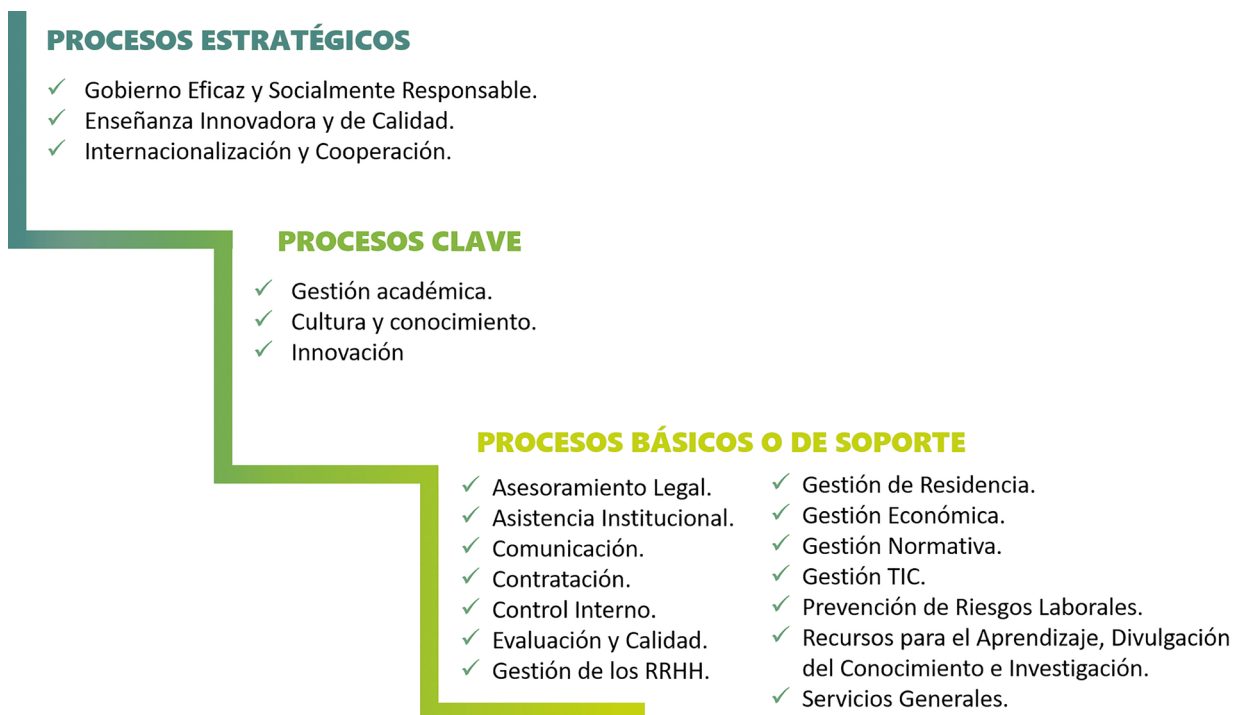 PROCESOS ESTRATÉGICOS
Gobierno Eficaz y Socialmente Responsable.
Enseñanza Innovadora y de Calidad.
Internacionalización y Cooperación.
PROCESOS CLAVE
Gestión académica.
Cultura y conocimiento.
Innovación
PROCESOS BÁSICOS O DE SOPORTE
Asesoramiento Legal.
Asistencia Institucional.
Comunicación.
Contratación.
Control Interno.
Evaluación y Calidad.
Gestión de los RRHH.
Gestión de Residencia.
Gestión Económica.
Gestión Normativa.
Gestión TIC.
Prevención de Riesgos Laborales.
Recursos para el Aprendizaje, Divulgación
del Conocimiento e Investigación.
Servicios Generales.